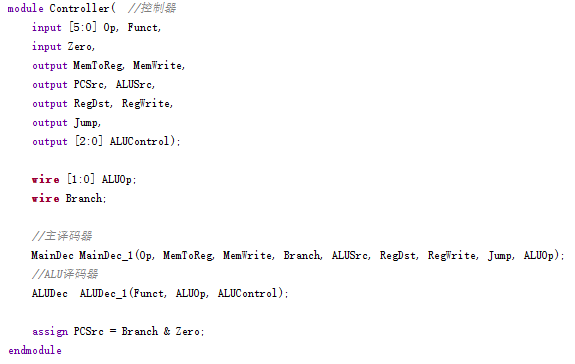 module Controller(  //控制器
    input [5:0] Op, Funct,
    input Zero,
    output MemToReg, MemWrite,
    output PCSrc, ALUSrc,
    output RegDst, RegWrite,
    output Jump,
    output [2:0] ALUControl);
    wire [1:0] ALUOp;
    wire Branch;
    //主译码器
    MainDec MainDec_1(Op, MemToReg, MemWrite, Branch, ALUSrc, RegDst, RegWrite, Jump, ALUOp);
    //ALU译码器
    ALUDec  ALUDec_1(Funct, ALUOp, ALUControl);
    assign PCSrc = Branch & Zero;
endmodule